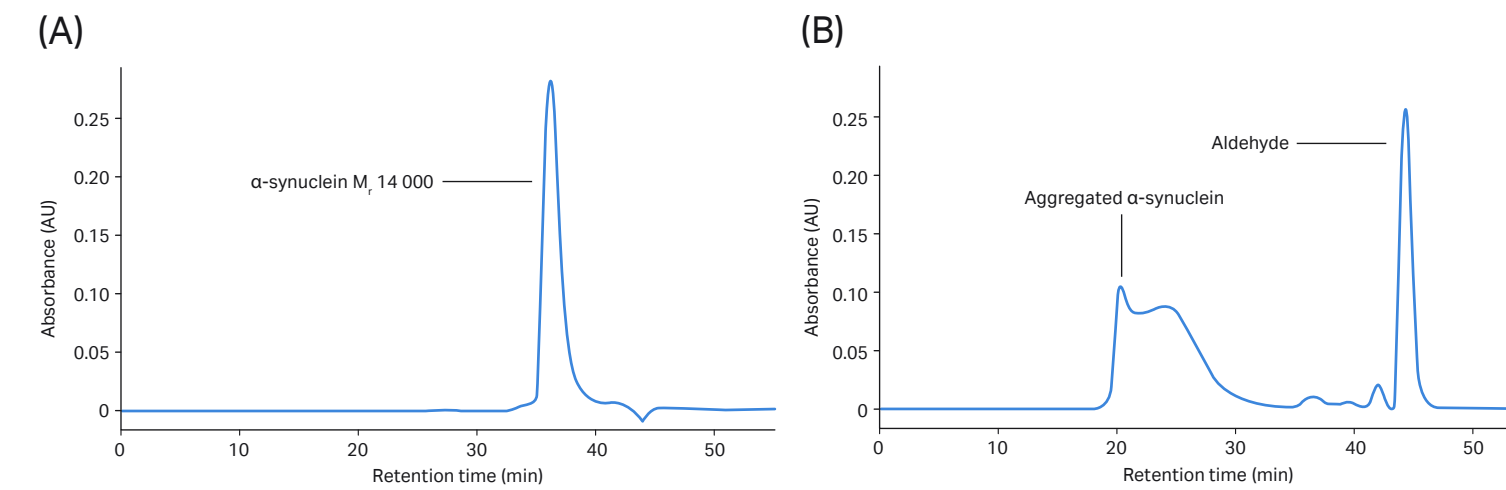 (A)
0.25
0.20
0.15
0.10
0.05
0
Absorbance (AU)
α-synuclein Mr 14 000
0 10 20 30 40 50
Retention time (min)
(B)
0.25
0.20
0.15
0.10
0.05
0
Absorbance (AU)
Aldehyde
Aggregated α-synuclein
0 10 20 30 40 50
Retention time (min)